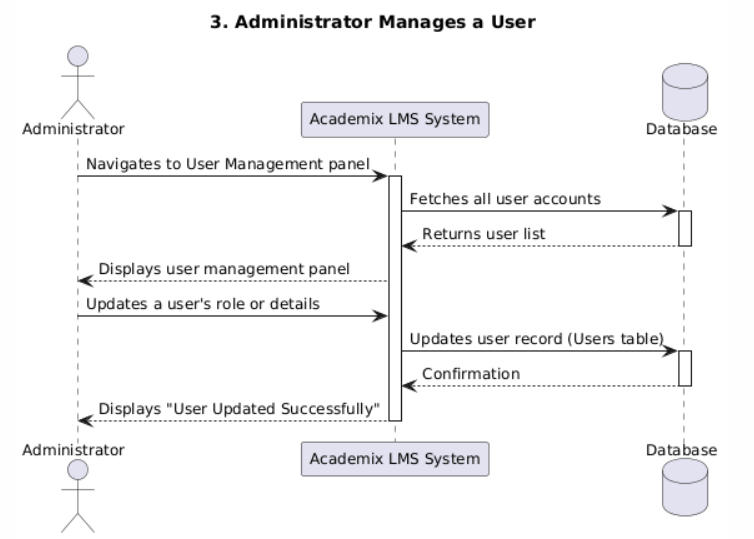 3. Administrator Manages a User
Administrator
Academix LMS System
Database
Navigates to User Management panel
Fetches all user accounts
Returns user list
Displays user management panel
Updates a user's role or details
Updates user record (Users table)
Confirmation
Displays "User Updated Successfully"
Administrator
Academix LMS System
Database